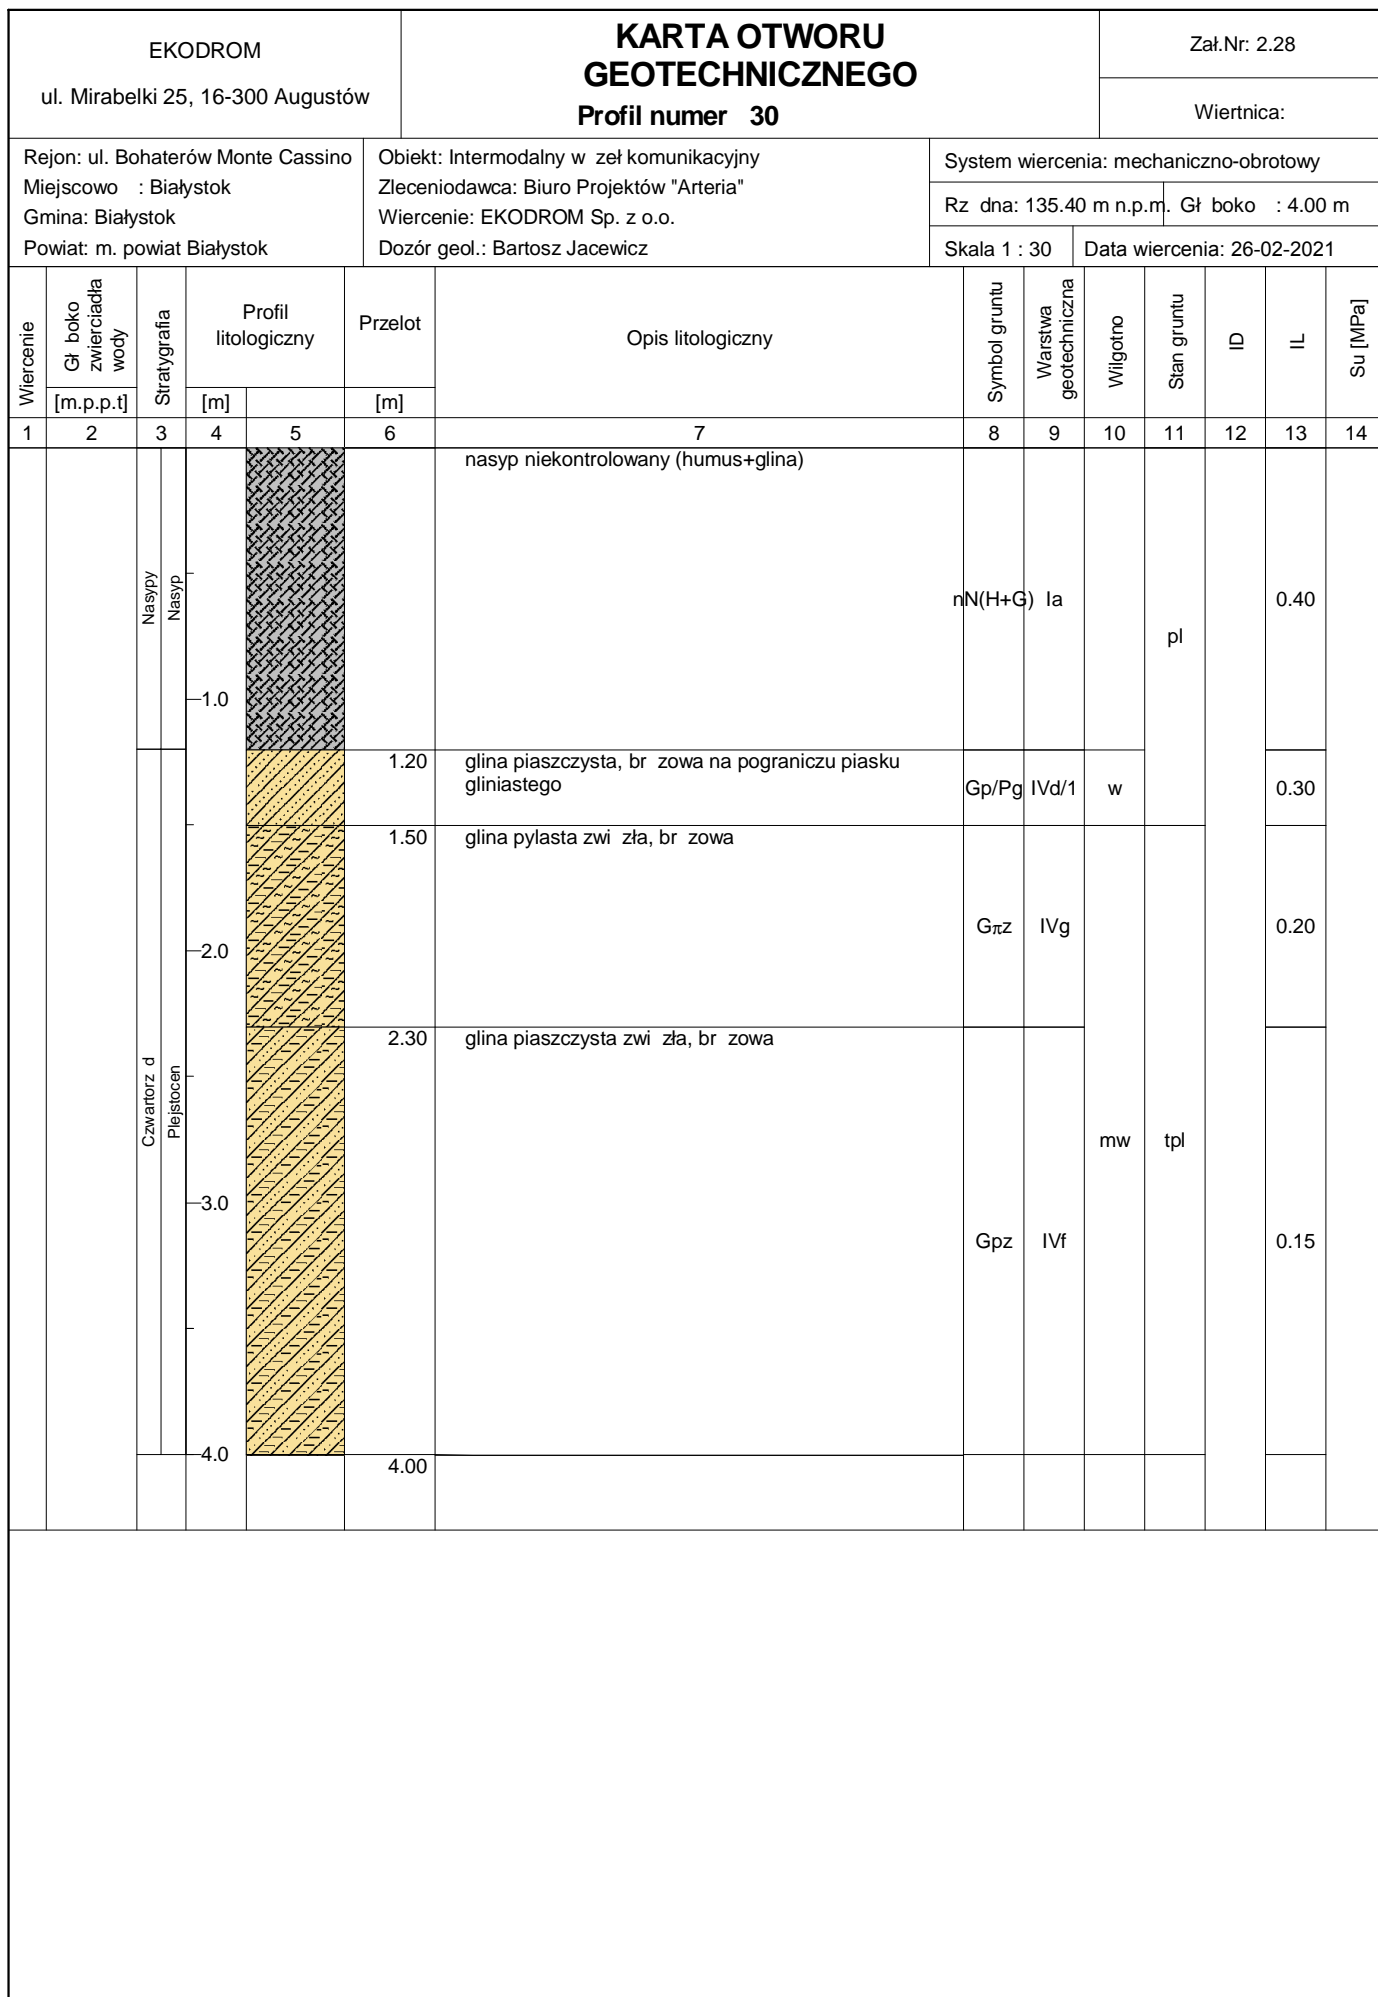 EKODROM
ul. Mirabelki 25, 16-300 Augustów
KARTA OTWORU
GEOTECHNICZNEGO
Profil numer 30
Zał.Nr: 2.28
Wiertnica:
Rejon: ul. Bohaterów Monte Cassino
Miejscowo : Białystok
Gmina: Białystok
Powiat: m. powiat Białystok
Obiekt: Intermodalny w zeł komunikacyjny
Zleceniodawca: Biuro Projektów "Arteria"
Wiercenie: EKODROM Sp. z o.o.
Dozór geol.: Bartosz Jacewicz
System wiercenia: mechaniczno-obrotowy
Rz dna: 135.40 m n.p.m. Gł boko : 4.00 m
Skala 1 : 30 Data wiercenia: 26-02-2021
Wiercenie
Gł boko
zwierciadła
wody
[m.p.p.t]
Stratygrafia
Profil
litologiczny
[m]
Przelot
[m]
Opis litologiczny
Symbol gruntu
Warstwa
geotechniczna
Wilgotno
Stan gruntu
ID
IL
Su [MPa]
1 2 3 4 5 6 7 8 9 10 11 12 13 14
nasyp niekontrolowany (humus+glina)
Nasypy
Nasyp
nN(H+G) Ia 0.40
pl
1.0
1.20 glina piaszczysta, br zowa na pograniczu piasku
gliniastego
Gp/Pg IVd/1 w 0.30
1.50 glina pylasta zwi zła, br zowa
Gπz IVg 0.20
2.0
2.30 glina piaszczysta zwi zła, br zowa
Czwartorz d
Plejstocen
mw tpl
3.0
Gpz IVf 0.15
4.0
4.00